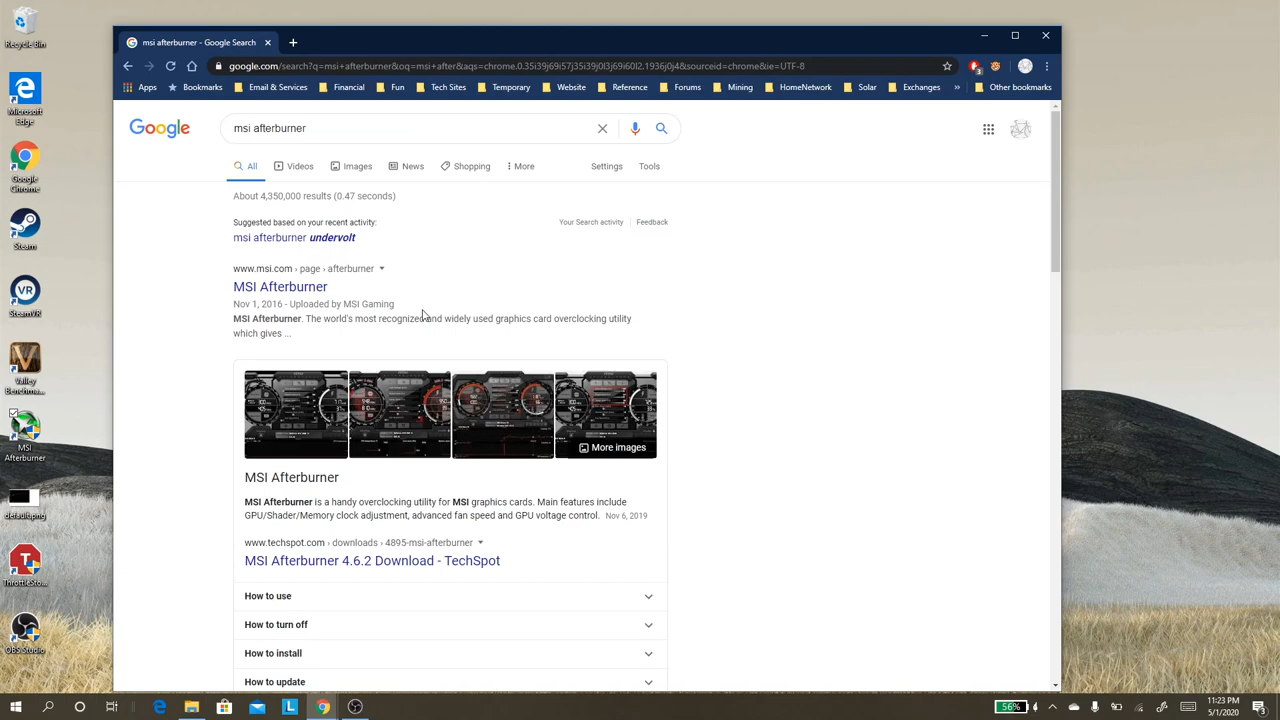 Recycle Bin
Microsoft Edge
Google Chrome
Steam
SteamVR
Valley Benchma...
MSI Afterburner
default.png
ThrottleSto...
OBS Studio
msi afterburner - Google Search
google.com/search?q=msi+afterburner&oq=msi+after&aqs=chrome.0.35i39j69i57j35i39j0l3j69i60l2.1936j0j4&sourceid=chrome&ie=UTF-8
3
Apps Bookmarks Email & Services Financial Fun Tech Sites Temporary Website Reference Forums Mining HomeNetwork Solar Exchanges » Other bookmarks
Google
msi afterburner
All Videos Images News Shopping More Settings Tools
About 4,350,000 results (0.47 seconds)
Suggested based on your recent activity: Your Search activity Feedback
msi afterburner undervolt
www.msi.com › page › afterburner
MSI Afterburner
Nov 1, 2016 - Uploaded by MSI Gaming
MSI Afterburner. The world's most recognized and widely used graphics card overclocking utility
which gives ...
More images
MSI Afterburner
MSI Afterburner is a handy overclocking utility for MSI graphics cards. Main features include
GPU/Shader/Memory clock adjustment, advanced fan speed and GPU voltage control. Nov 6, 2019
www.techspot.com › downloads › 4895-msi-afterburner
MSI Afterburner 4.6.2 Download - TechSpot
How to use
How to turn off
How to install
How to update
56%
11:23 PM
5/1/2020